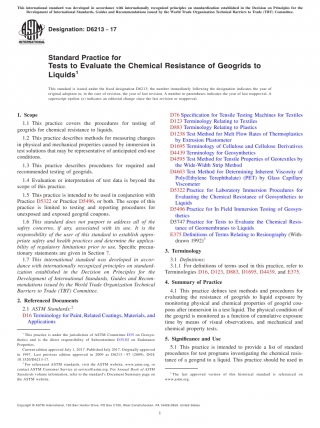 This international standard was developed in accordance with internationally recognized principles on standardization established in the Decision on Principles for the
Development of International Standards, Guides and Recommendations issued by the World Trade Organization Technical Barriers to Trade (TBT) Committee.
Designation: D6213 − 17
Standard Practice for
Tests to Evaluate the Chemical Resistance of Geogrids to
Liquids1
This standard is issued under the fixed designation D6213; the number immediately following the designation indicates the year of
original adoption or, in the case of revision, the year of last revision. A number in parentheses indicates the year of last reapproval. A
superscript epsilon (ε) indicates an editorial change since the last revision or reapproval.
1. Scope
1.1 This practice covers the procedures for testing of
geogrids for chemical resistance to liquids.
1.2 This practice describes methods for measuring changes
in physical and mechanical properties caused by immersion in
test solutions that may be representative of anticipated end-use
conditions.
1.3 This practice describes procedures for required and
recommended testing of geogrids.
1.4 Evaluation or interpretation of test data is beyond the
scope of this practice.
1.5 This practice is intended to be used in conjunction with
Practice D5322 or Practice D5496, or both. The scope of this
practice is limited to testing and reporting procedures for
unexposed and exposed geogrid coupons.
1.6 This standard does not purport to address all of the
safety concerns, if any, associated with its use. It is the
responsibility of the user of this standard to establish appro-
priate safety and health practices and determine the applica-
bility of regulatory limitations prior to use. Specific precau-
tionary statements are given in Section 7.
1.7 This international standard was developed in accor-
dance with internationally recognized principles on standard-
ization established in the Decision on Principles for the
Development of International Standards, Guides and Recom-
mendations issued by the World Trade Organization Technical
Barriers to Trade (TBT) Committee.
2. Referenced Documents
2.1 ASTM Standards:2
D16 Terminology for Paint, Related Coatings, Materials, and
Applications
1 This practice is under the jurisdiction of ASTM Committee D35 on Geosyn-
thetics and is the direct responsibility of Subcommittee D35.02 on Endurance
Properties.
Current edition approved July 1, 2017. Published July 2017. Originally approved
in 1997. Last previous edition approved in 2009 as D6213 – 97 (2009). DOI:
10.1520/D6213-17.
2 For referenced ASTM standards, visit the ASTM website, www.astm.org, or
contact ASTM Customer Service at service@astm.org. For Annual Book of ASTM
Standards volume information, refer to the standard's Document Summary page on
the ASTM website.
D76 Specification for Tensile Testing Machines for Textiles
D123 Terminology Relating to Textiles
D883 Terminology Relating to Plastics
D1238 Test Method for Melt Flow Rates of Thermoplastics
by Extrusion Plastometer
D1695 Terminology of Cellulose and Cellulose Derivatives
D4439 Terminology for Geosynthetics
D4595 Test Method for Tensile Properties of Geotextiles by
the Wide-Width Strip Method
D4603 Test Method for Determining Inherent Viscosity of
Poly(Ethylene Terephthalate) (PET) by Glass Capillary
Viscometer
D5322 Practice for Laboratory Immersion Procedures for
Evaluating the Chemical Resistance of Geosynthetics to
Liquids
D5496 Practice for In Field Immersion Testing of Geosyn-
thetics
D5747 Practice for Tests to Evaluate the Chemical Resis-
tance of Geomembranes to Liquids
E375 Definitions of Terms Relating to Resinography (With-
drawn 1992)3
3. Terminology
3.1 Definitions:
3.1.1 For definitions of terms used in this practice, refer to
Terminologies D16, D123, D883, D1695, D4439, and E375.
4. Summary of Practice
4.1 This practice defines test methods and procedures for
evaluating the resistance of geogrids to liquid exposure by
monitoring physical and chemical properties of geogrid cou-
pons after immersion in a test liquid. The physical condition of
the geogrid is monitored as a function of cumulative exposure
time by means of visual observations, and mechanical and
chemical property tests.
5. Significance and Use
5.1 This practice is intended to provide a list of standard
procedures for test programs investigating the chemical resis-
tance of a geogrid to a liquid. This practice should be used in
3 The last approved version of this historical standard is referenced on
www.astm.org.
Copyright © ASTM International, 100 Barr Harbor Drive, PO Box C700, West Conshohocken, PA 19428-2959. United States
1